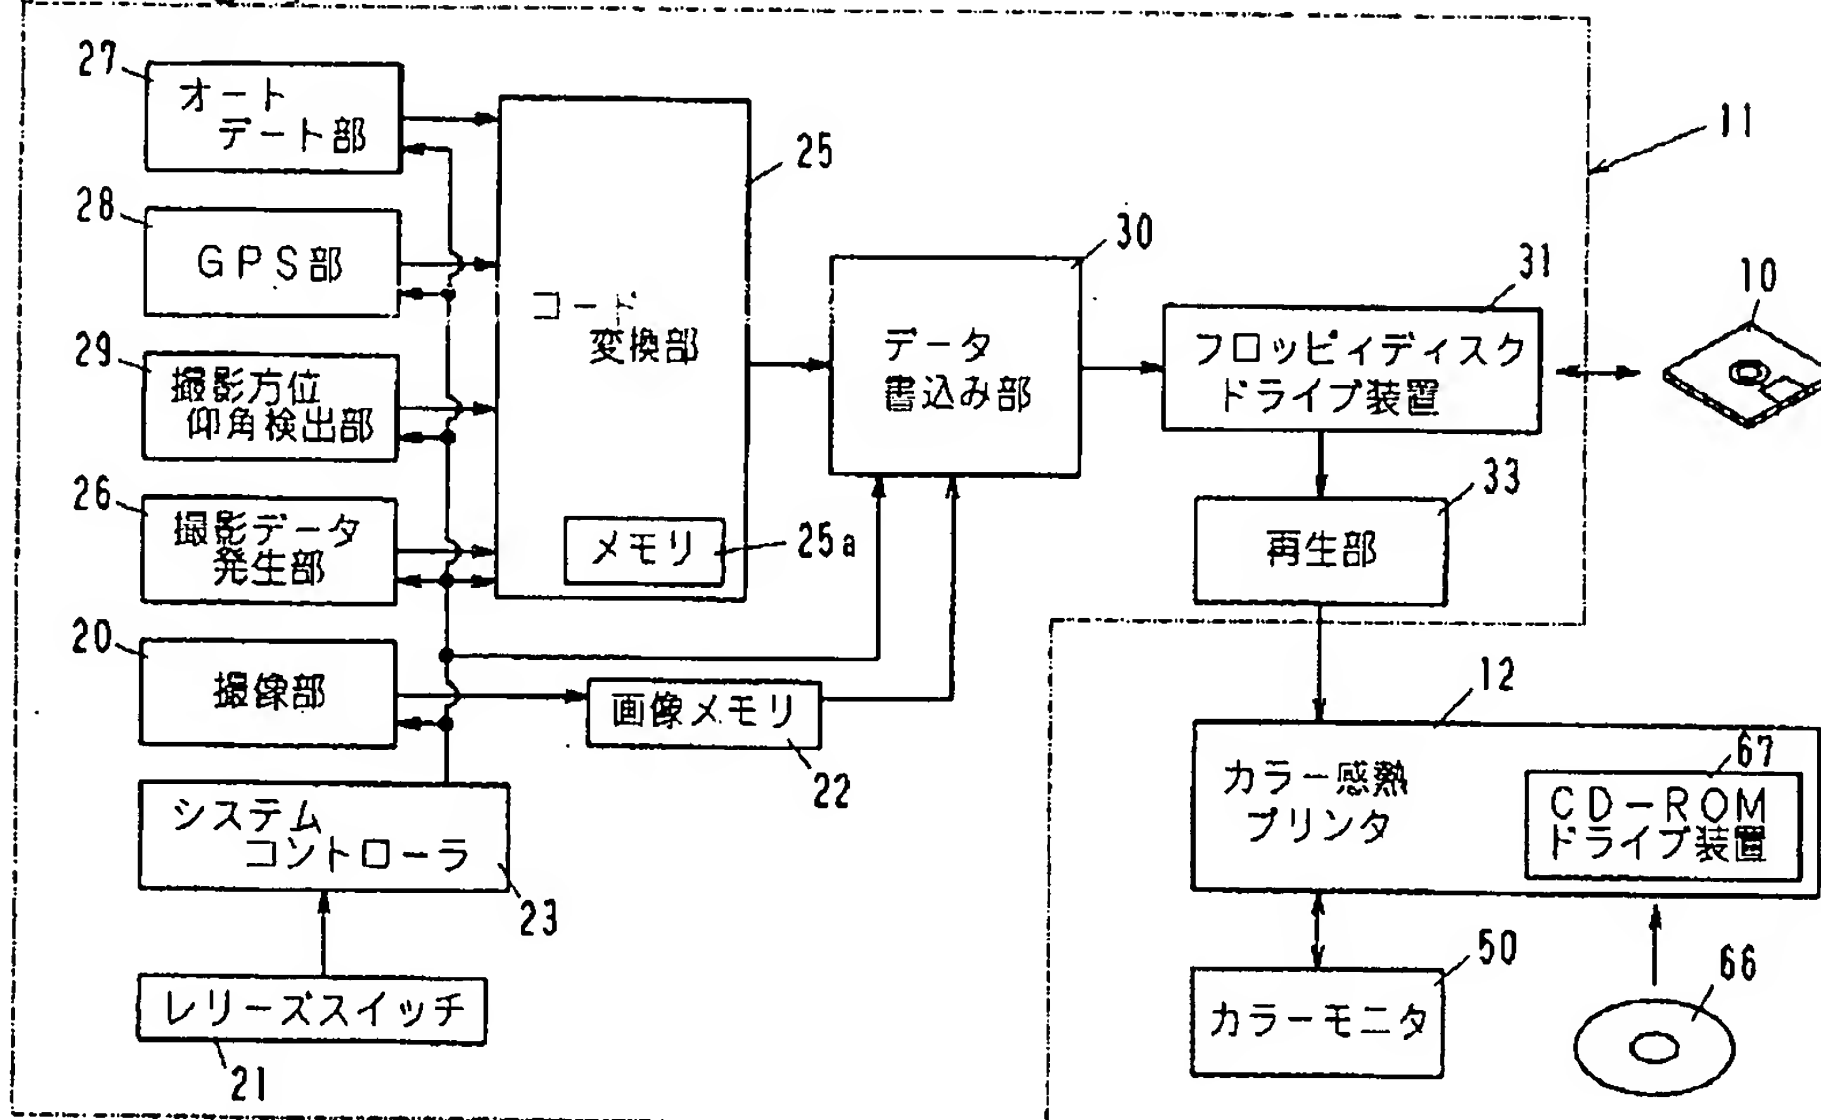 27
オート
デート部
28
GPS部
29
撮影方位
仰角検出部
26
撮影データ
発生部
20
撮像部
システム
コントローラ
23
レリーズスイッチ
21
コード
変換部
25
メモリ
25a
画像メモリ
22
データ
書込み部
30
フロッピィディスク
ドライブ装置
31
11
10
再生部
33
12
カラー感熱
プリンタ
67
CD-ROM
ドライブ装置
カラーモニタ
50
66